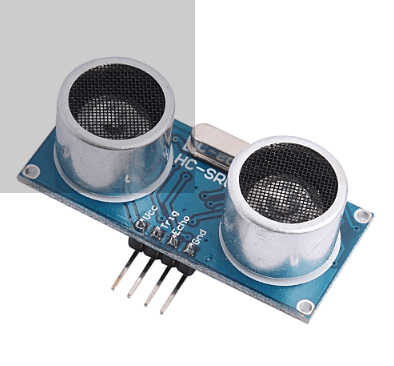 HC-SR
Vcc
Trig
Echo
Gnd